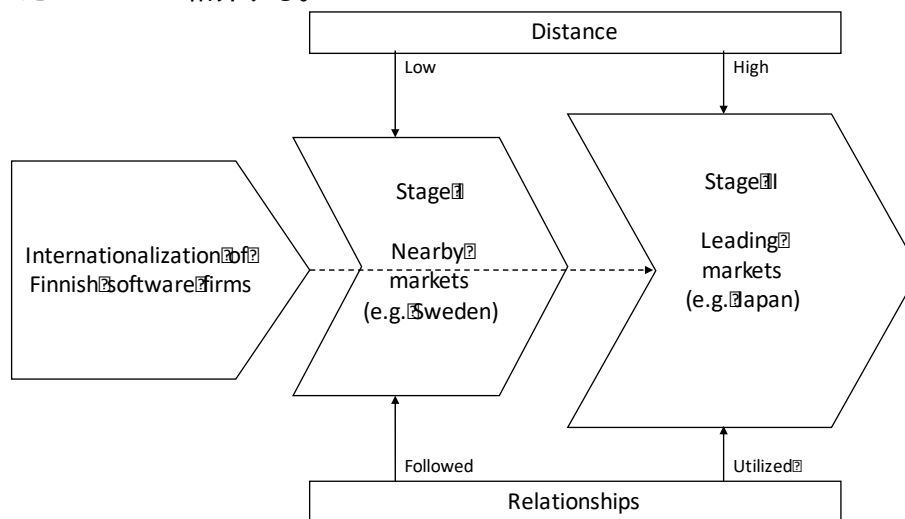 Distance
Low
High
Stage I
Stage II
Internationalization of
Finnish software firms
Nearby
markets
(e.g. Sweden)
Leading
markets
(e.g. Japan)
Followed
Utilized
Relationships